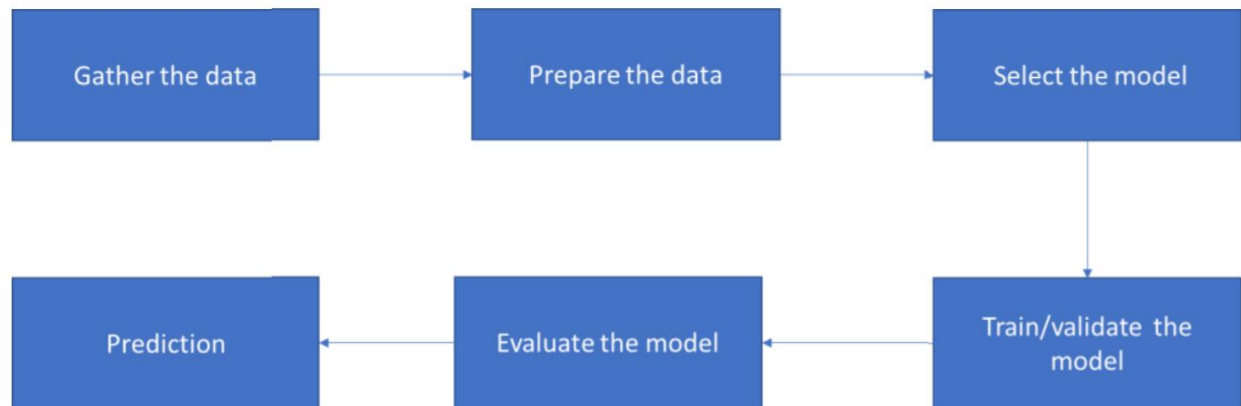 Gather the data
Prepare the data
Select the model
Train/validate the
model
Evaluate the model
Prediction